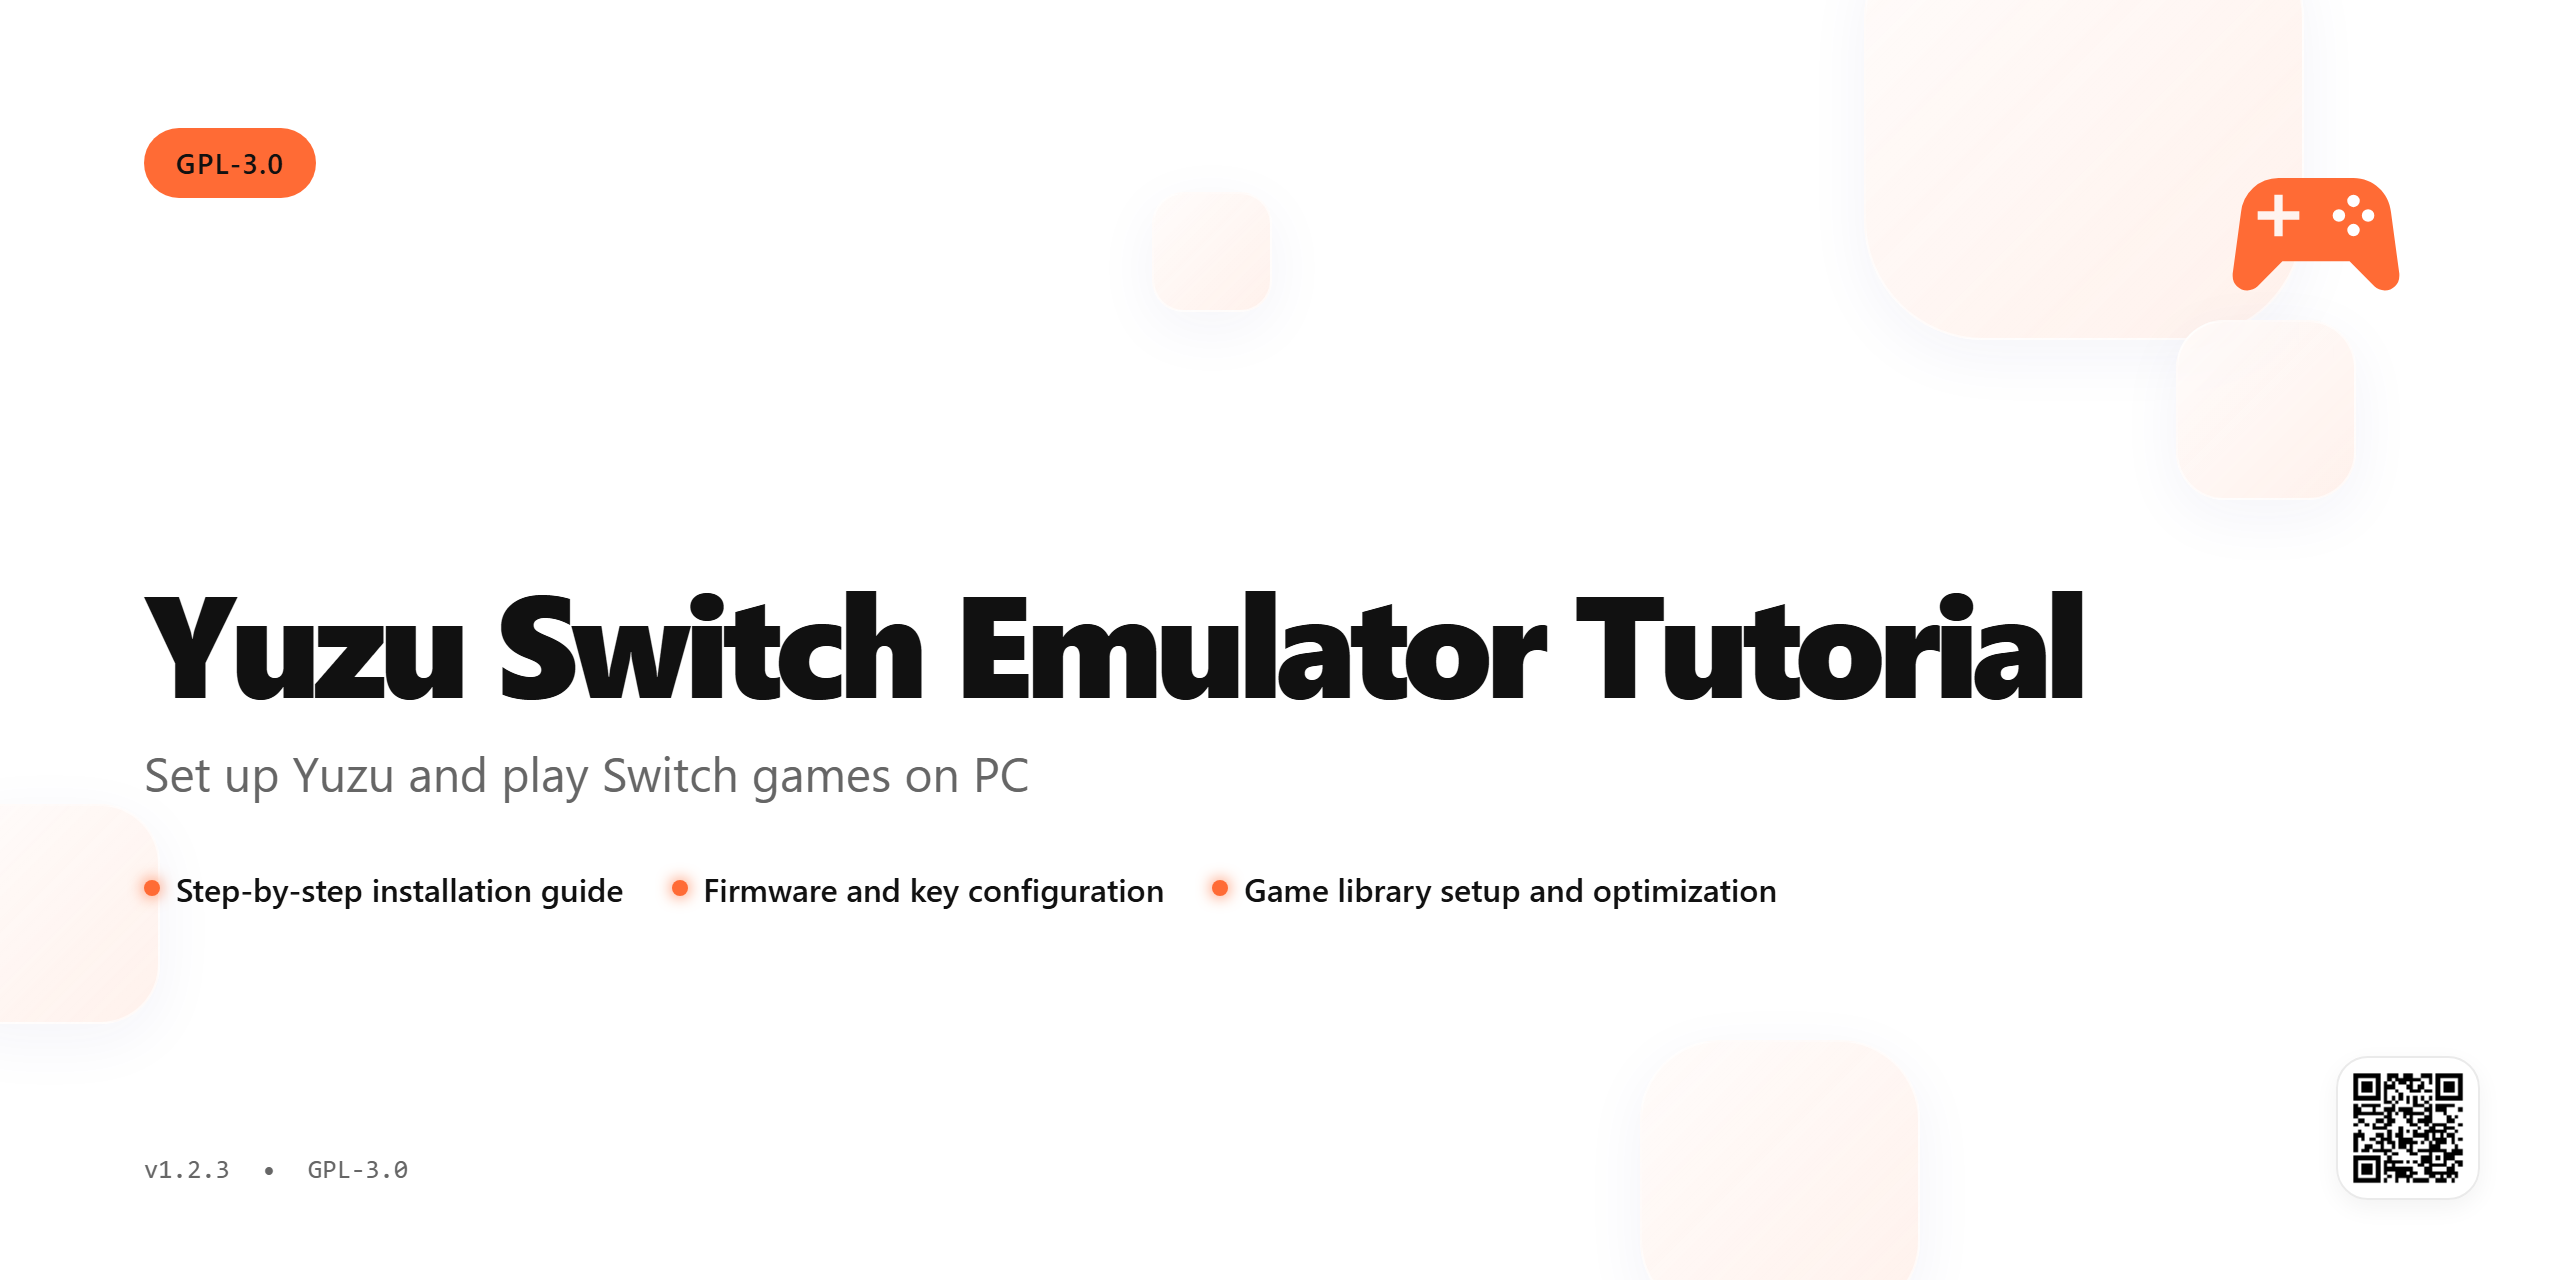 GPL-3.0
Yuzu Switch Emulator Tutorial
Set up Yuzu and play Switch games on PC
Step-by-step installation guide
Firmware and key configuration
Game library setup and optimization
v1.2.3 • GPL-3.0